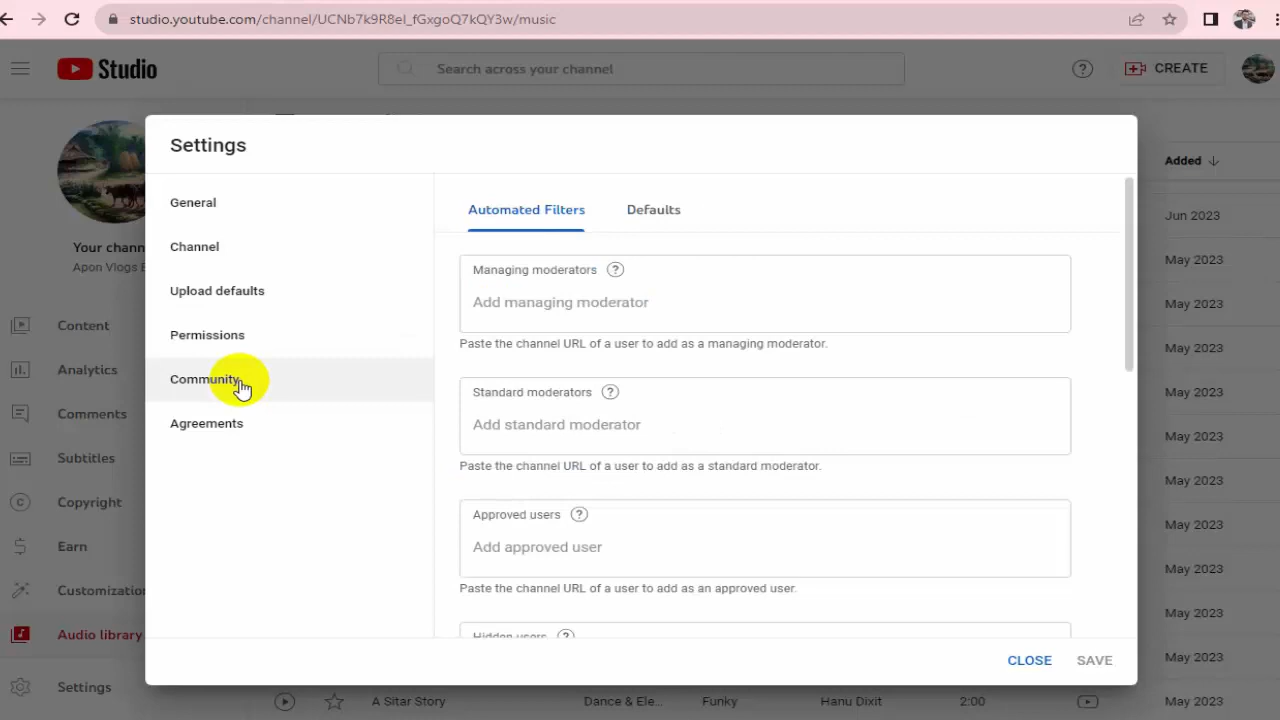 studio.youtube.com/channel/UCNb7k9R8el_fGxgoQ7kQY3w/music
Studio
Search across your channel
CREATE
Settings
General
Channel
Upload defaults
Permissions
Community
Agreements
Automated Filters
Defaults
Managing moderators
Add managing moderator
Paste the channel URL of a user to add as a managing moderator.
Standard moderators
Add standard moderator
Paste the channel URL of a user to add as a standard moderator.
Approved users
Add approved user
Paste the channel URL of a user to add as an approved user.
Hidden users
CLOSE
SAVE
Your chann
Apon Vlogs E
Content
Analytics
Comments
Subtitles
Copyright
Earn
Customization
Audio library
Settings
Added
Jun 2023
May 2023
May 2023
May 2023
May 2023
May 2023
May 2023
May 2023
May 2023
May 2023
May 2023
A Sitar Story
Dance & Ele...
Funky
Hanu Dixit
2:00
May 2023